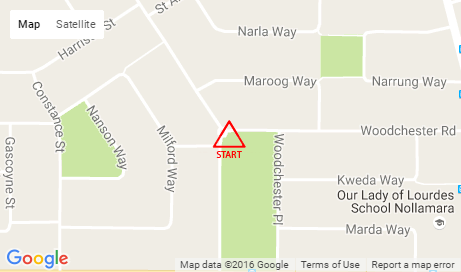 Map Satellite
St A
Narla Way
Harrison St
Maroog Way
Narrung Way
Constance St
Nanson Way
Milford Way
Gascoyne St
START
Woodchester Rd
Woodchester Pl
Kweda Way
Our Lady of Lourdes
School Nollamara
Marda Way
Google
Map data ©2016 Google Terms of Use Report a map error